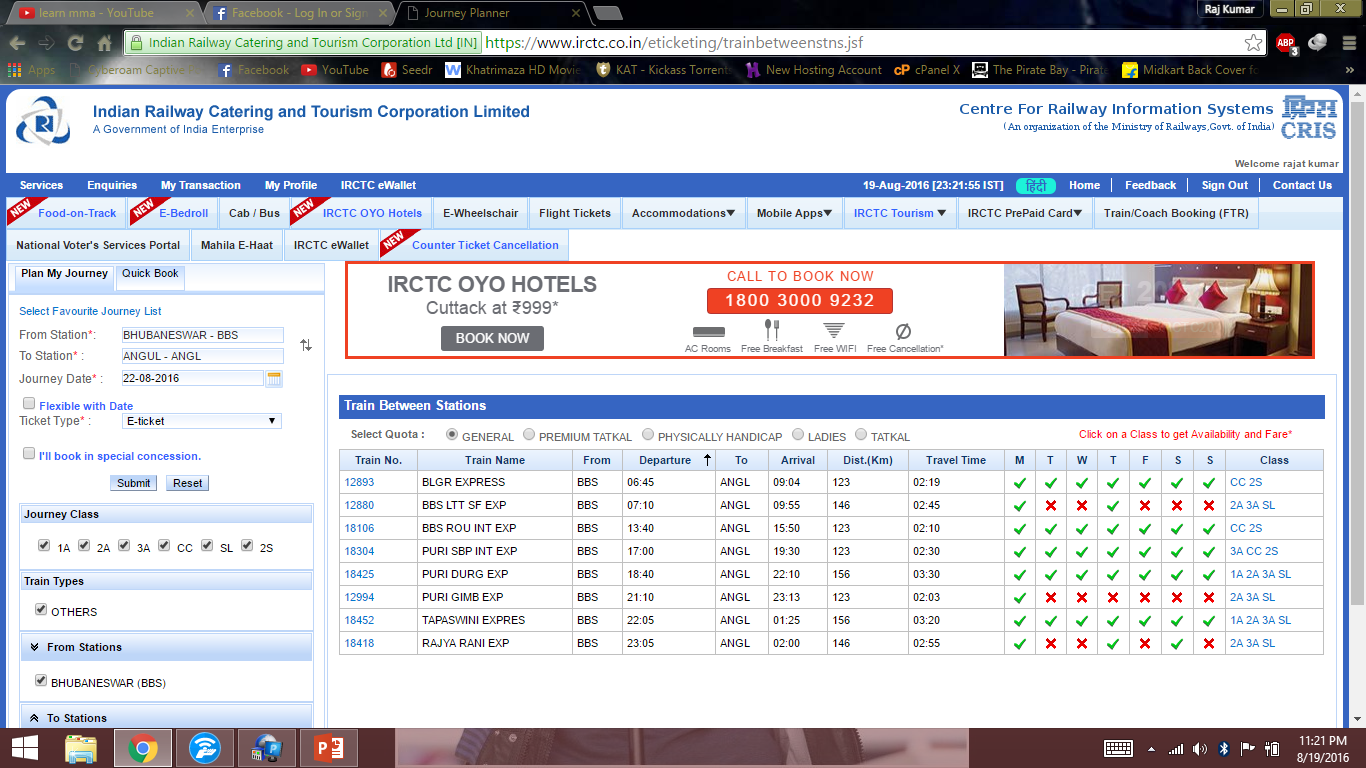 learn mma - YouTube
Facebook - Log In or Sign
Journey Planner
Raj Kumar
Indian Railway Catering and Tourism Corporation Ltd [IN]
https://www.irctc.co.in/eticketing/trainbetweenstns.jsf
ABP
3
Apps
Cyberoam Captive
Facebook
YouTube
Seedr
Khatrimaza HD Movie
KAT - Kickass Torrent
New Hosting Account
cPanel X
The Pirate Bay - Pirate
Midkart Back Cover fo
»
Indian Railway Catering and Tourism Corporation Limited
A Government of India Enterprise
Centre For Railway Information Systems
(An organization of the Ministry of Railways,Govt. of India)
CRIS
Welcome rajat kumar
Services Enquiries My Transaction My Profile IRCTC eWallet
19-Aug-2016 [23:21:55 IST] हिंदी Home Feedback Sign Out Contact Us
NEW Food-on-Track NEW E-Bedroll Cab / Bus NEW IRCTC OYO Hotels E-Wheelschair Flight Tickets Accommodations▼ Mobile Apps▼ IRCTC Tourism ▼ IRCTC PrePaid Card▼ Train/Coach Booking (FTR)
National Voter's Services Portal Mahila E-Haat IRCTC eWallet NEW Counter Ticket Cancellation
Plan My Journey Quick Book
Select Favourite Journey List
From Station*: BHUBANESWAR - BBS
To Station* : ANGUL - ANGL
Journey Date* : 22-08-2016
Flexible with Date
Ticket Type* : E-ticket
I'll book in special concession.
Submit Reset
Journey Class
1A 2A 3A CC SL 2S
Train Types
OTHERS
From Stations
BHUBANESWAR (BBS)
To Stations
IRCTC OYO HOTELS
Cuttack at ₹999*
BOOK NOW
CALL TO BOOK NOW
1800 3000 9232
AC Rooms Free Breakfast Free WIFI Free Cancellation*
Train Between Stations
Select Quota : GENERAL PREMIUM TATKAL PHYSICALLY HANDICAP LADIES TATKAL
Click on a Class to get Availability and Fare*
Train No. Train Name From Departure To Arrival Dist.(Km) Travel Time M T W T F S S Class
12893 BLGR EXPRESS BBS 06:45 ANGL 09:04 123 02:19 CC 2S
12880 BBS LTT SF EXP BBS 07:10 ANGL 09:55 146 02:45 2A 3A SL
18106 BBS ROU INT EXP BBS 13:40 ANGL 15:50 123 02:10 CC 2S
18304 PURI SBP INT EXP BBS 17:00 ANGL 19:30 123 02:30 3A CC 2S
18425 PURI DURG EXP BBS 18:40 ANGL 22:10 156 03:30 1A 2A 3A SL
12994 PURI GIMB EXP BBS 21:10 ANGL 23:13 123 02:03 2A 3A SL
18452 TAPASWINI EXPRES BBS 22:05 ANGL 01:25 156 03:20 1A 2A 3A SL
18418 RAJYA RANI EXP BBS 23:05 ANGL 02:00 146 02:55 2A 3A SL
11:21 PM
8/19/2016